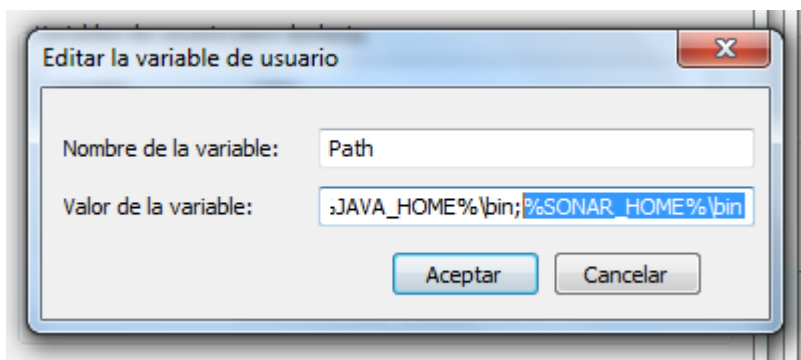 Editar la variable de usuario
Nombre de la variable: Path
Valor de la variable: JAVA_HOME%\bin;%SONAR_HOME%\bin
Aceptar Cancelar